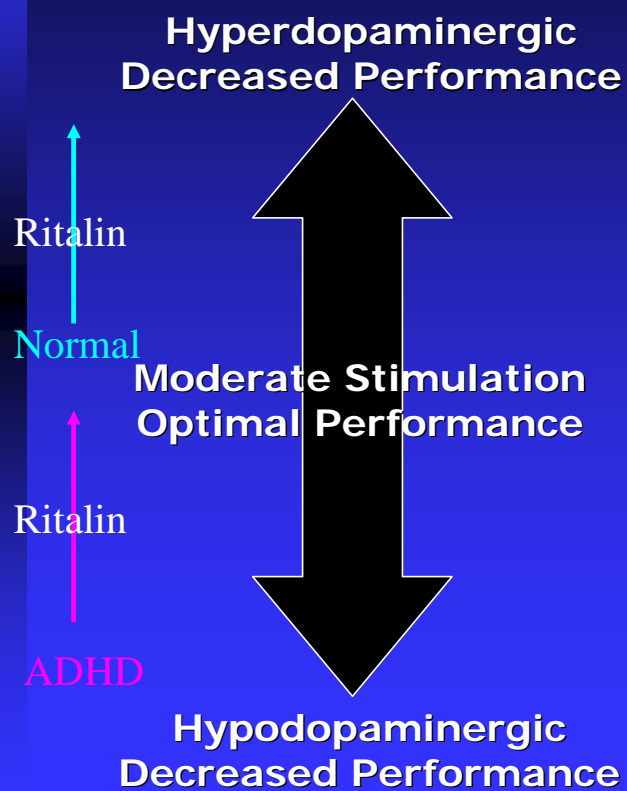 Hyperdopaminergic
Decreased Performance
Ritalin
Normal
Moderate Stimulation
Optimal Performance
Ritalin
ADHD
Hypodopaminergic
Decreased Performance